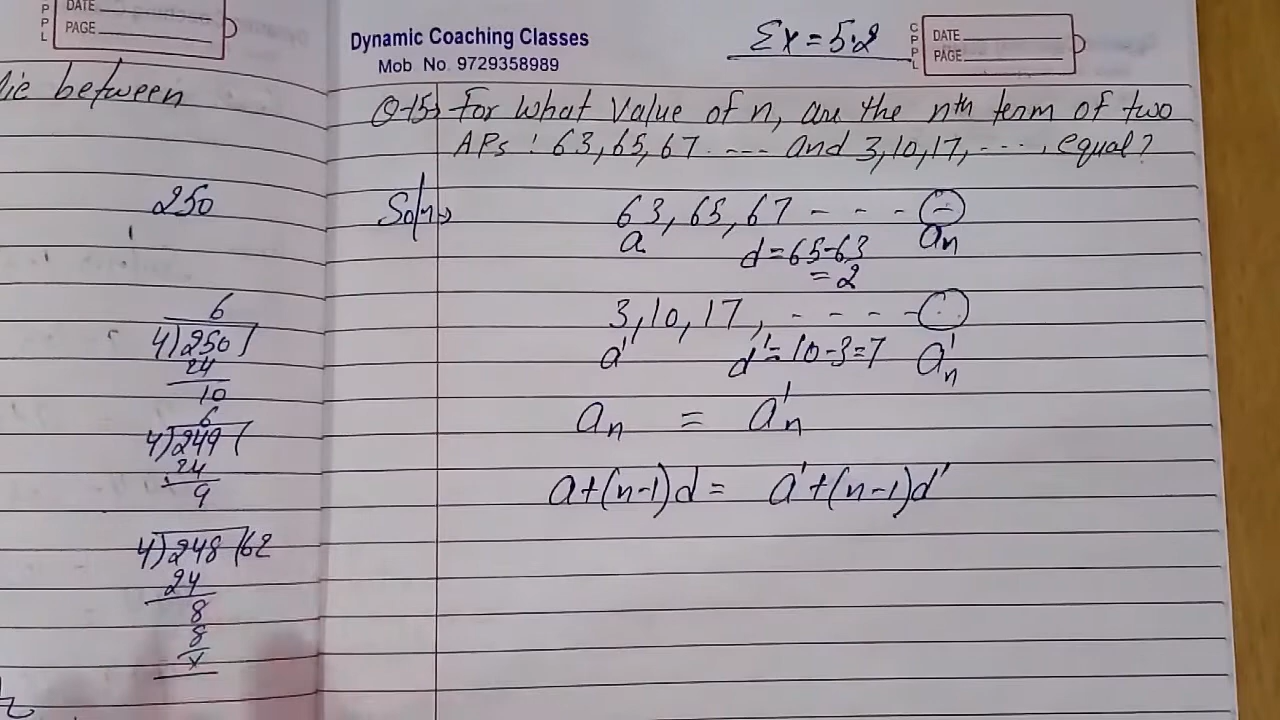 DATE
PAGE
PPL
Dynamic Coaching Classes
Mob No. 9729358989
Ex = 5.2
CPPL
DATE
PAGE
lie between
250
6
4)250(
24
10
6
4)249(
24
9
4)248(62
24
8
8
x
Q-15) For what value of n, are the nth term of two
APs : 63, 65, 67 ---- and 3, 10, 17, ----, equal?
Soln→
63, 65, 67 - - - -
a d = 65-63 an
= 2
3, 10, 17, - - - -
a' d' = 10-3=7 a'n
an = a'n
a+(n-1)d = a'+(n-1)d'